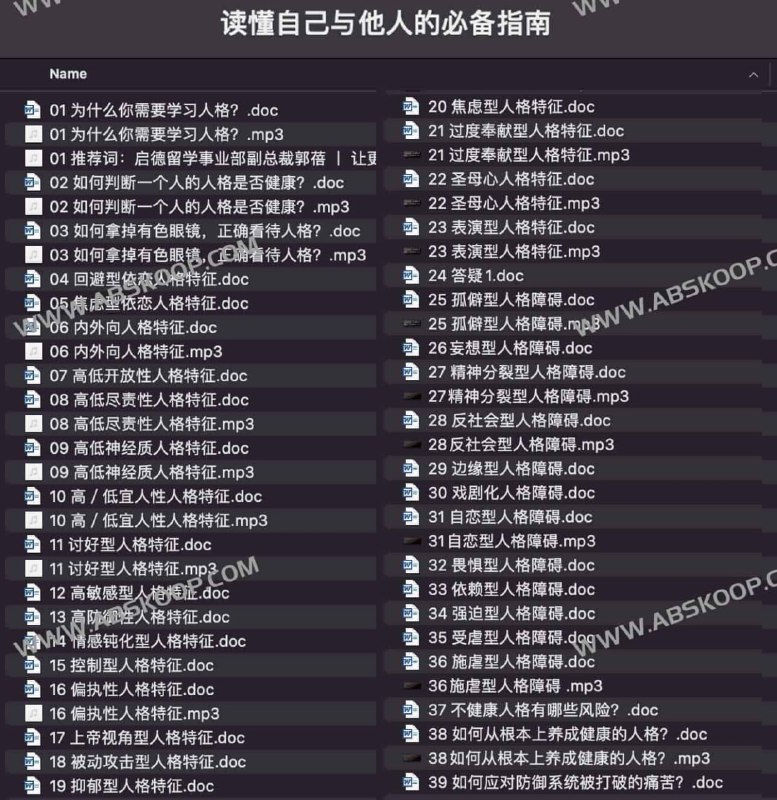 读懂自己与他人的必备指南
Name
01 为什么你需要学习人格？.doc
01 为什么你需要学习人格？.mp3
01 推荐词：启德留学事业部副总裁郭蓓 | 让更
02 如何判断一个人的人格是否健康？.doc
02 如何判断一个人的人格是否健康？.mp3
03 如何拿掉有色眼镜，正确看待人格？.doc
03 如何拿掉有色眼镜，正确看待人格？.mp3
04 回避型依恋人格特征.doc
05 焦虑型依恋人格特征.doc
06 内外向人格特征.doc
06 内外向人格特征.mp3
07 高低开放性人格特征.doc
08 高低尽责性人格特征.doc
08 高低尽责性人格特征.mp3
09 高低神经质人格特征.doc
09 高低神经质人格特征.mp3
10 高 / 低宜人性人格特征.doc
10 高 / 低宜人性人格特征.mp3
11 讨好型人格特征.doc
11 讨好型人格特征.mp3
12 高敏感型人格特征.doc
13 高防御性人格特征.doc
14 情感钝化型人格特征.doc
15 控制型人格特征.doc
16 偏执性人格特征.doc
16 偏执性人格特征.mp3
17 上帝视角型人格特征.doc
18 被动攻击型人格特征.doc
19 抑郁型人格特征.doc
20 焦虑型人格特征.doc
21 过度奉献型人格特征.doc
21 过度奉献型人格特征.mp3
22 圣母心人格特征.doc
22 圣母心人格特征.mp3
23 表演型人格特征.doc
23 表演型人格特征.mp3
24 答疑1.doc
25 孤僻型人格障碍.doc
25 孤僻型人格障碍.mp3
26 妄想型人格障碍.doc
27 精神分裂型人格障碍.doc
27 精神分裂型人格障碍.mp3
28 反社会型人格障碍.doc
28 反社会型人格障碍.mp3
29 边缘型人格障碍.doc
30 戏剧化人格障碍.doc
31 自恋型人格障碍.doc
31 自恋型人格障碍.mp3
32 畏惧型人格障碍.doc
33 依赖型人格障碍.doc
34 强迫型人格障碍.doc
35 受虐型人格障碍.doc
36 施虐型人格障碍.doc
36 施虐型人格障碍 .mp3
37 不健康人格有哪些风险？.doc
38 如何从根本上养成健康的人格？.doc
38 如何从根本上养成健康的人格？.mp3
39 如何应对防御系统被打破的痛苦？.doc
WWW.ABSKOOP.COM
WWW.ABSKOOP.C
WWW.ABSKOOP.COM
WWW.ABSKOOP.C